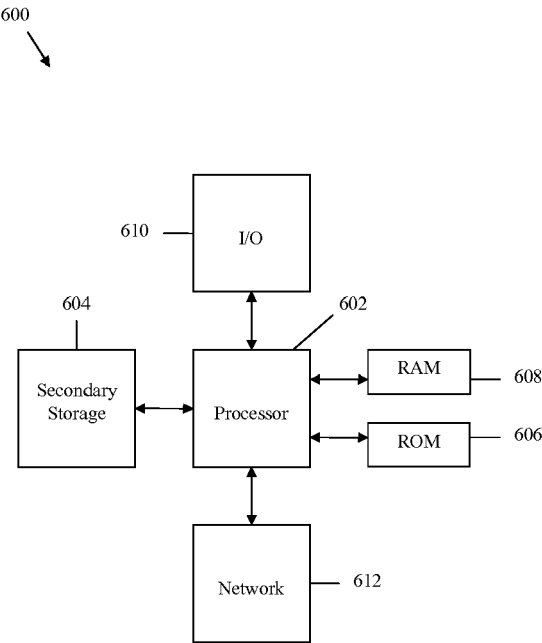 600
610
I/O
604
602
Secondary
Storage
Processor
RAM
608
ROM
606
Network
612